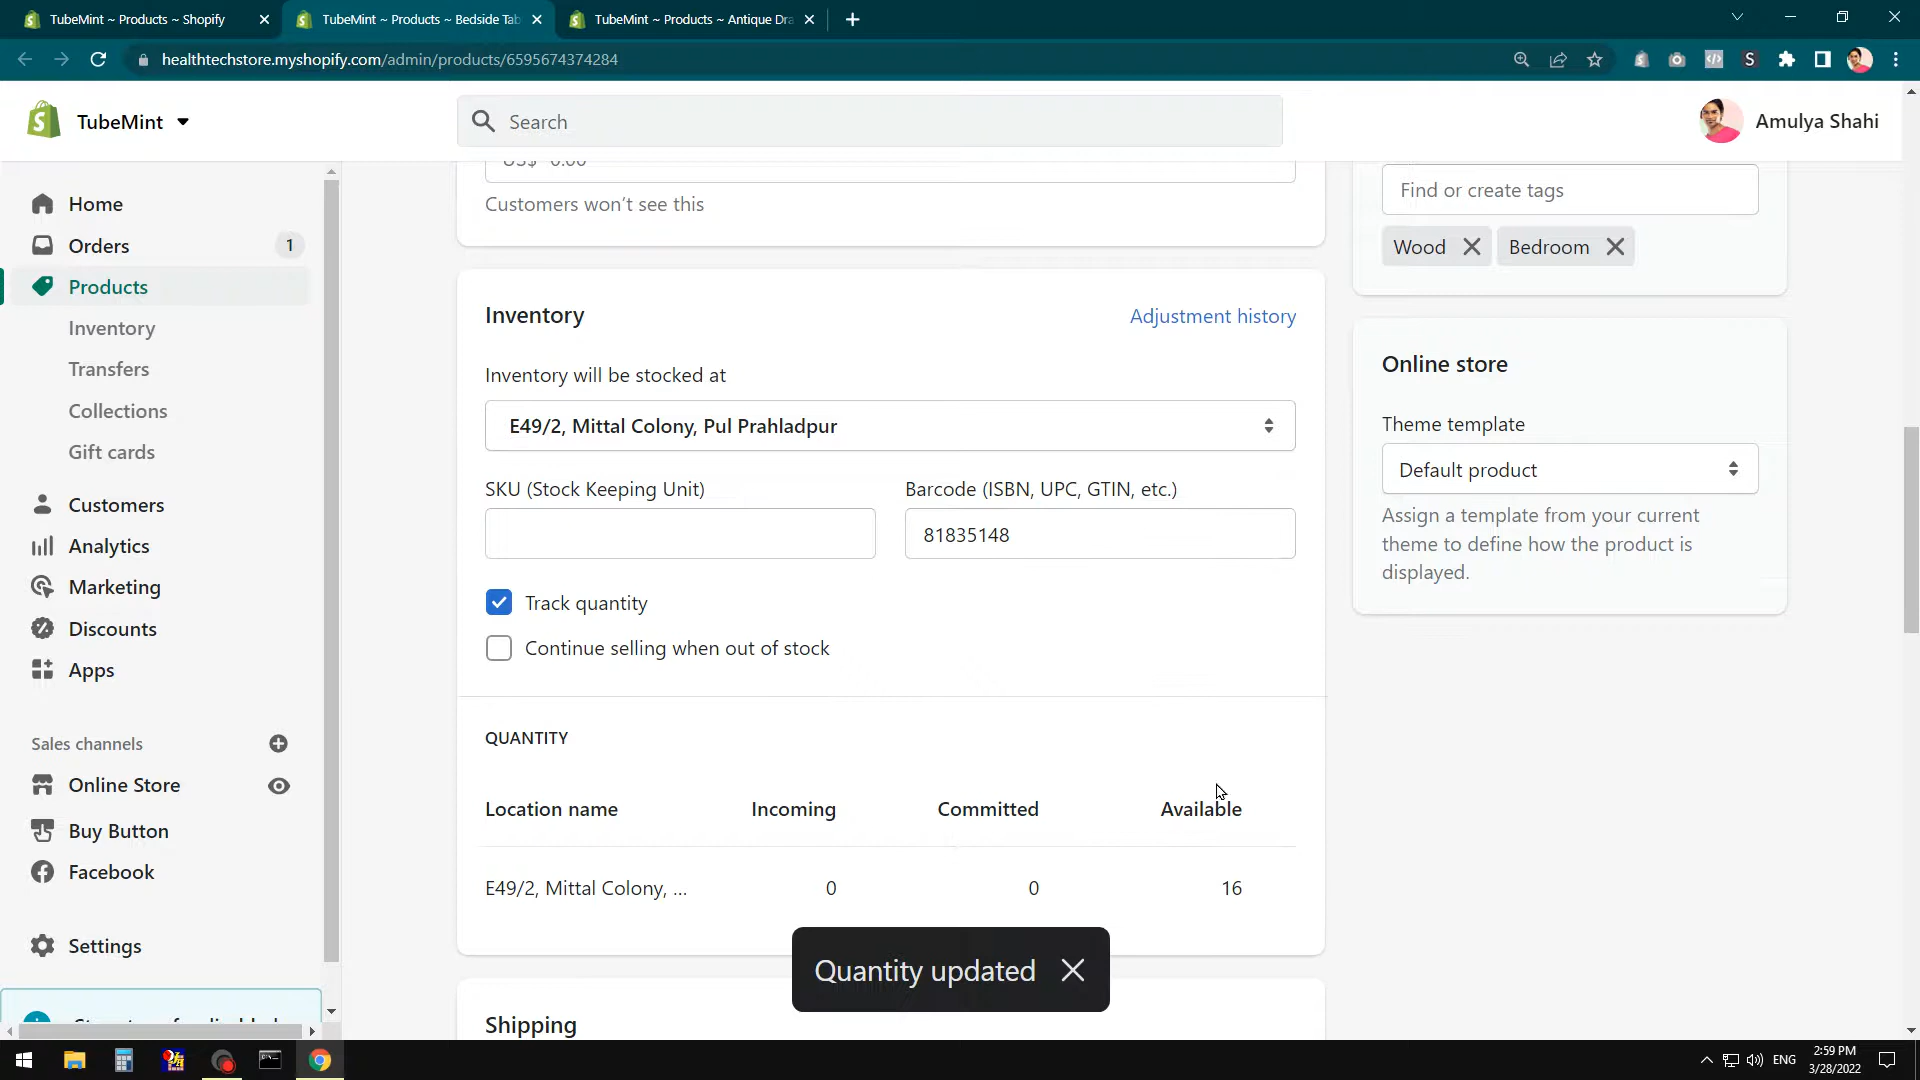 TubeMint ~ Products ~ Shopify
TubeMint ~ Products ~ Bedside Tab
TubeMint ~ Products ~ Antique Dra
healthtechstore.myshopify.com/admin/products/6595674374284
TubeMint
Search
Amulya Shahi
Home
Orders
1
Products
Inventory
Transfers
Collections
Gift cards
Customers
Analytics
Marketing
Discounts
Apps
Sales channels
Online Store
Buy Button
Facebook
Settings
US$ 0.00
Customers won’t see this
Inventory
Adjustment history
Inventory will be stocked at
E49/2, Mittal Colony, Pul Prahladpur
SKU (Stock Keeping Unit)
Barcode (ISBN, UPC, GTIN, etc.)
81835148
Track quantity
Continue selling when out of stock
QUANTITY
Location name Incoming Committed Available
E49/2, Mittal Colony, ... 0 0 16
Quantity updated
Shipping
Find or create tags
Wood
Bedroom
Online store
Theme template
Default product
Assign a template from your current
theme to define how the product is
displayed.
ENG
2:59 PM
3/28/2022